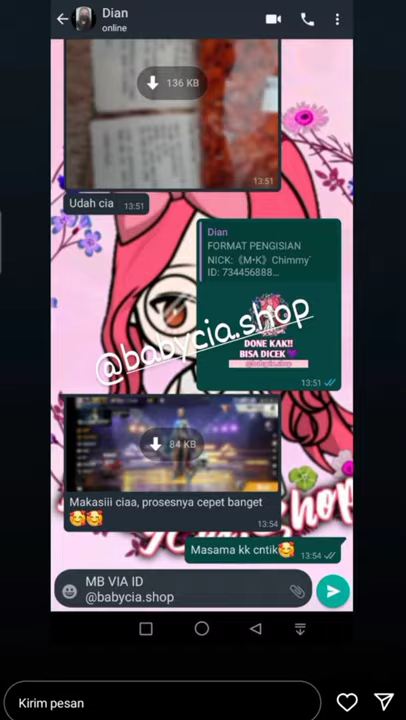 Dian
online
136 KB
13:51
Udah cia
13:51
Dian
FORMAT PENGISIAN
NICK:《M•K》Chimmy`
ID: 734456888...
@babycia.shop
DONE KAK!!
BISA DICEK 💜
@babycia.shop
13:51
84 KB
Makasiii ciaa, prosesnya cepet banget
🥰🥰
13:54
Masama kk cntik🥰
13:54
MB VIA ID
@babycia.shop
Kirim pesan